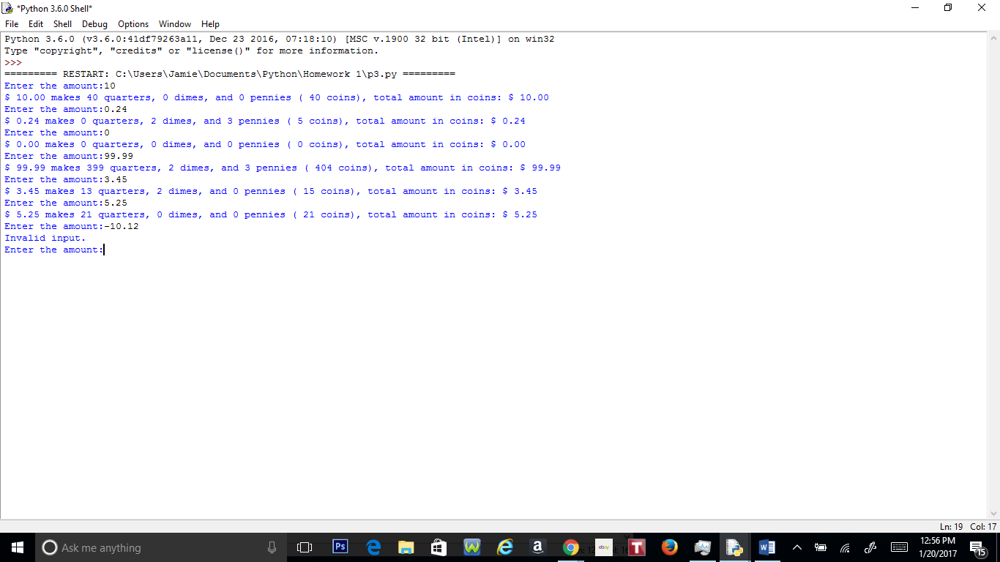 *Python 3.6.0 Shell*
File Edit Shell Debug Options Window Help
Python 3.6.0 (v3.6.0:41df79263a11, Dec 23 2016, 07:18:10) [MSC v.1900 32 bit (Intel)] on win32
Type "copyright", "credits" or "license()" for more information.
>>>
========= RESTART: C:\Users\Jamie\Documents\Python\Homework 1\p3.py =========
Enter the amount:10
$ 10.00 makes 40 quarters, 0 dimes, and 0 pennies ( 40 coins), total amount in coins: $ 10.00
Enter the amount:0.24
$ 0.24 makes 0 quarters, 2 dimes, and 3 pennies ( 5 coins), total amount in coins: $ 0.24
Enter the amount:0
$ 0.00 makes 0 quarters, 0 dimes, and 0 pennies ( 0 coins), total amount in coins: $ 0.00
Enter the amount:99.99
$ 99.99 makes 399 quarters, 2 dimes, and 3 pennies ( 404 coins), total amount in coins: $ 99.99
Enter the amount:3.45
$ 3.45 makes 13 quarters, 2 dimes, and 0 pennies ( 15 coins), total amount in coins: $ 3.45
Enter the amount:5.25
$ 5.25 makes 21 quarters, 0 dimes, and 0 pennies ( 21 coins), total amount in coins: $ 5.25
Enter the amount:-10.12
Invalid input.
Enter the amount:
Ln: 19 Col: 17
Ask me anything
Ps
ebay
12:56 PM
1/20/2017
15